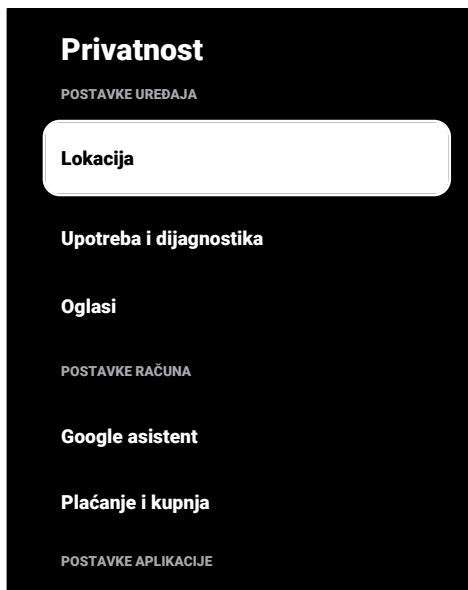 Privatnost
POSTAVKE UREĐAJA
Lokacija
Upotreba i dijagnostika
Oglasi
POSTAVKE RAČUNA
Google asistent
Plaćanje i kupnja
POSTAVKE APLIKACIJE